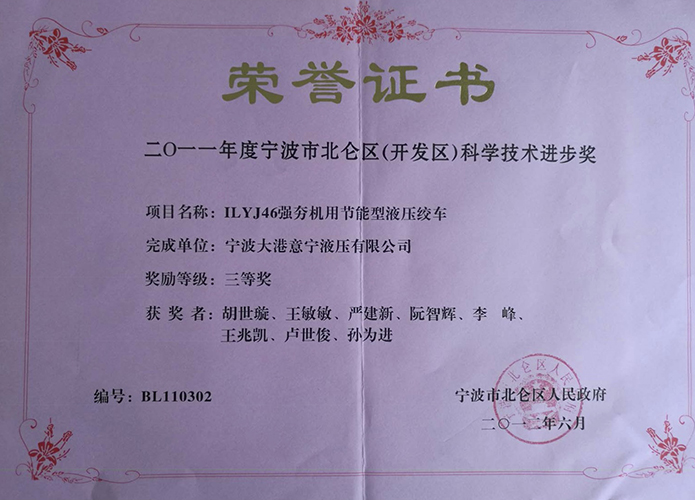 荣誉证书
二〇一一年度宁波市北仑区(开发区)科学技术进步奖
项目名称：ILYJ46强夯机用节能型液压绞车
完成单位：宁波大港意宁液压有限公司
奖励等级：三等奖
获奖者：胡世璇、王敏敏、严建新、阮智辉、李 峰、
王兆凯、卢世俊、孙为进
编号：BL110302
宁波市北仑区人民政府
二〇一二年六月